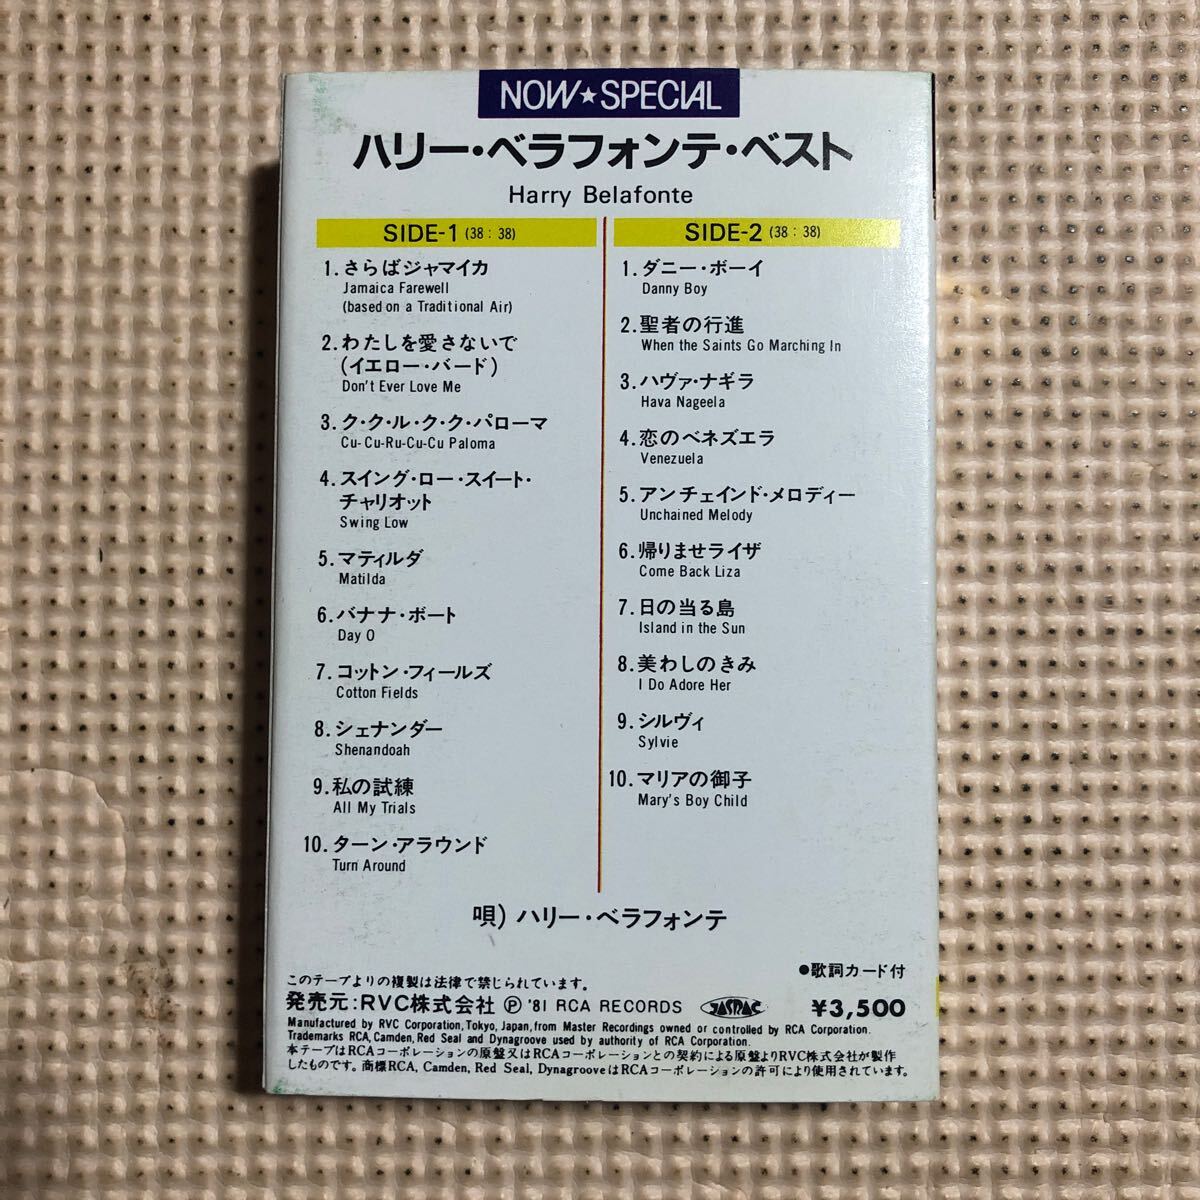 NOW★SPECIAL
ハリー・ベラフォンテ・ベスト
Harry Belafonte
SIDE-1 (38:38)
1.さらばジャマイカ
Jamaica Farewell
(based on a Traditional Air)
2.わたしを愛さないで
(イエロー・バード)
Don't Ever Love Me
3.ク・ク・ル・ク・ク・パローマ
Cu-Cu-Ru-Cu-Cu Paloma
4.スイング・ロー・スイート・
チャリオット
Swing Low
5.マティルダ
Matilda
6.バナナ・ボート
Day O
7.コットン・フィールズ
Cotton Fields
8.シェナンダー
Shenandoah
9.私の試練
All My Trials
10.ターン・アラウンド
Turn Around
SIDE-2 (38:38)
1.ダニー・ボーイ
Danny Boy
2.聖者の行進
When the Saints Go Marching In
3.ハヴァ・ナギラ
Hava Nageela
4.恋のベネズエラ
Venezuela
5.アンチェインド・メロディー
Unchained Melody
6.帰りませライザ
Come Back Liza
7.日の当る島
Island in the Sun
8.美わしのきみ
I Do Adore Her
9.シルヴィ
Sylvie
10.マリアの御子
Mary's Boy Child
唄)ハリー・ベラフォンテ
●歌詞カード付
このテープよりの複製は法律で禁じられています。
発売元:RVC株式会社 Ⓟ '81 RCA RECORDS JASRAC ¥3,500
Manufactured by RVC Corporation, Tokyo, Japan, from Master Recordings owned or controlled by RCA Corporation.
Trademarks RCA, Camden, Red Seal and Dynagroove used by authority of RCA Corporation.
本テープはRCAコーポレーションの原盤又はRCAコーポレーションとの契約による原盤よりRVC株式会社が製作
したものです。商標RCA, Camden, Red Seal, DynagrooveはRCAコーポレーションの許可により使用されています。